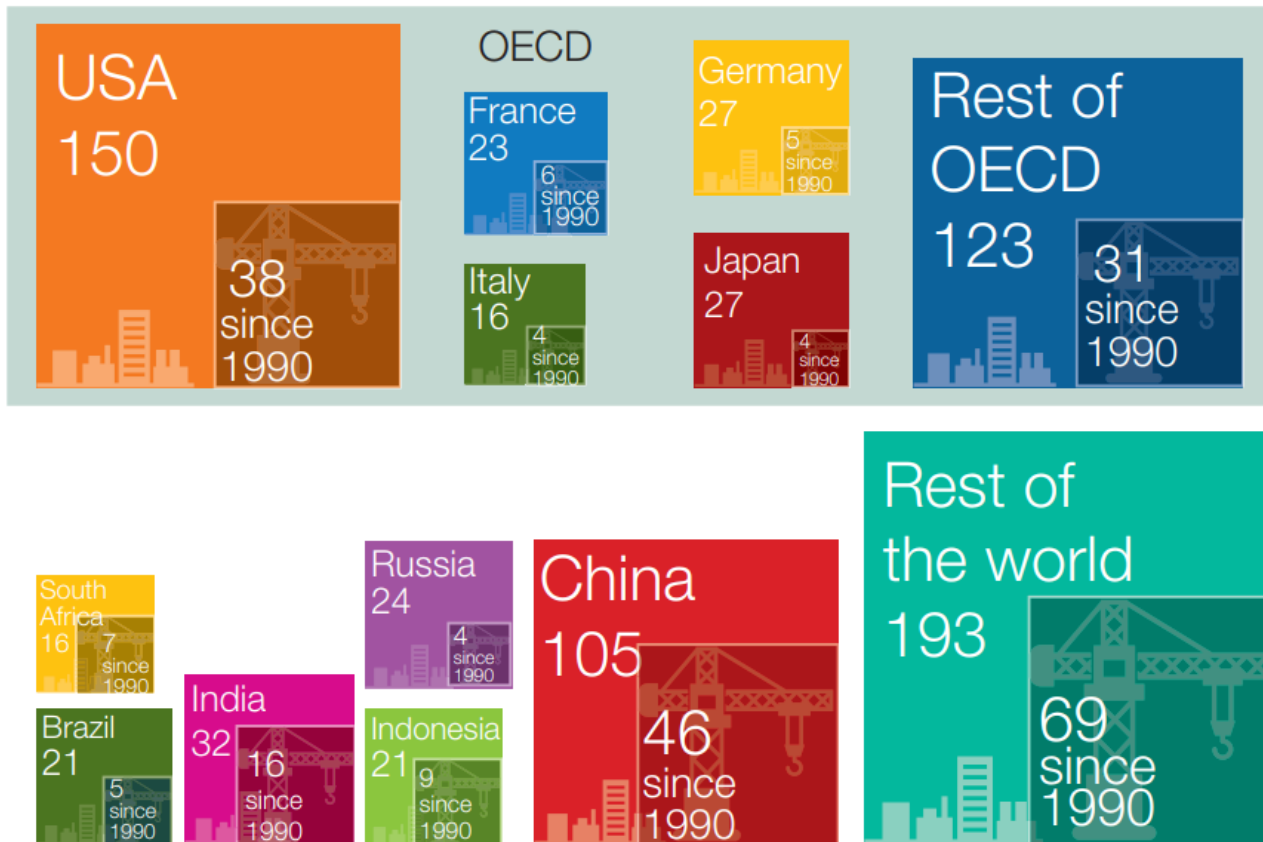 USA
150
38
since
1990
OECD
France
23
6
since
1990
Italy
16
4
since
1990
Germany
27
5
since
1990
Japan
27
4
since
1990
Rest of
OECD
123
31
since
1990
South
Africa
16
7
since
1990
Brazil
21
5
since
1990
India
32
16
since
1990
Russia
24
4
since
1990
Indonesia
21
9
since
1990
China
105
46
since
1990
Rest of
the world
193
69
since
1990